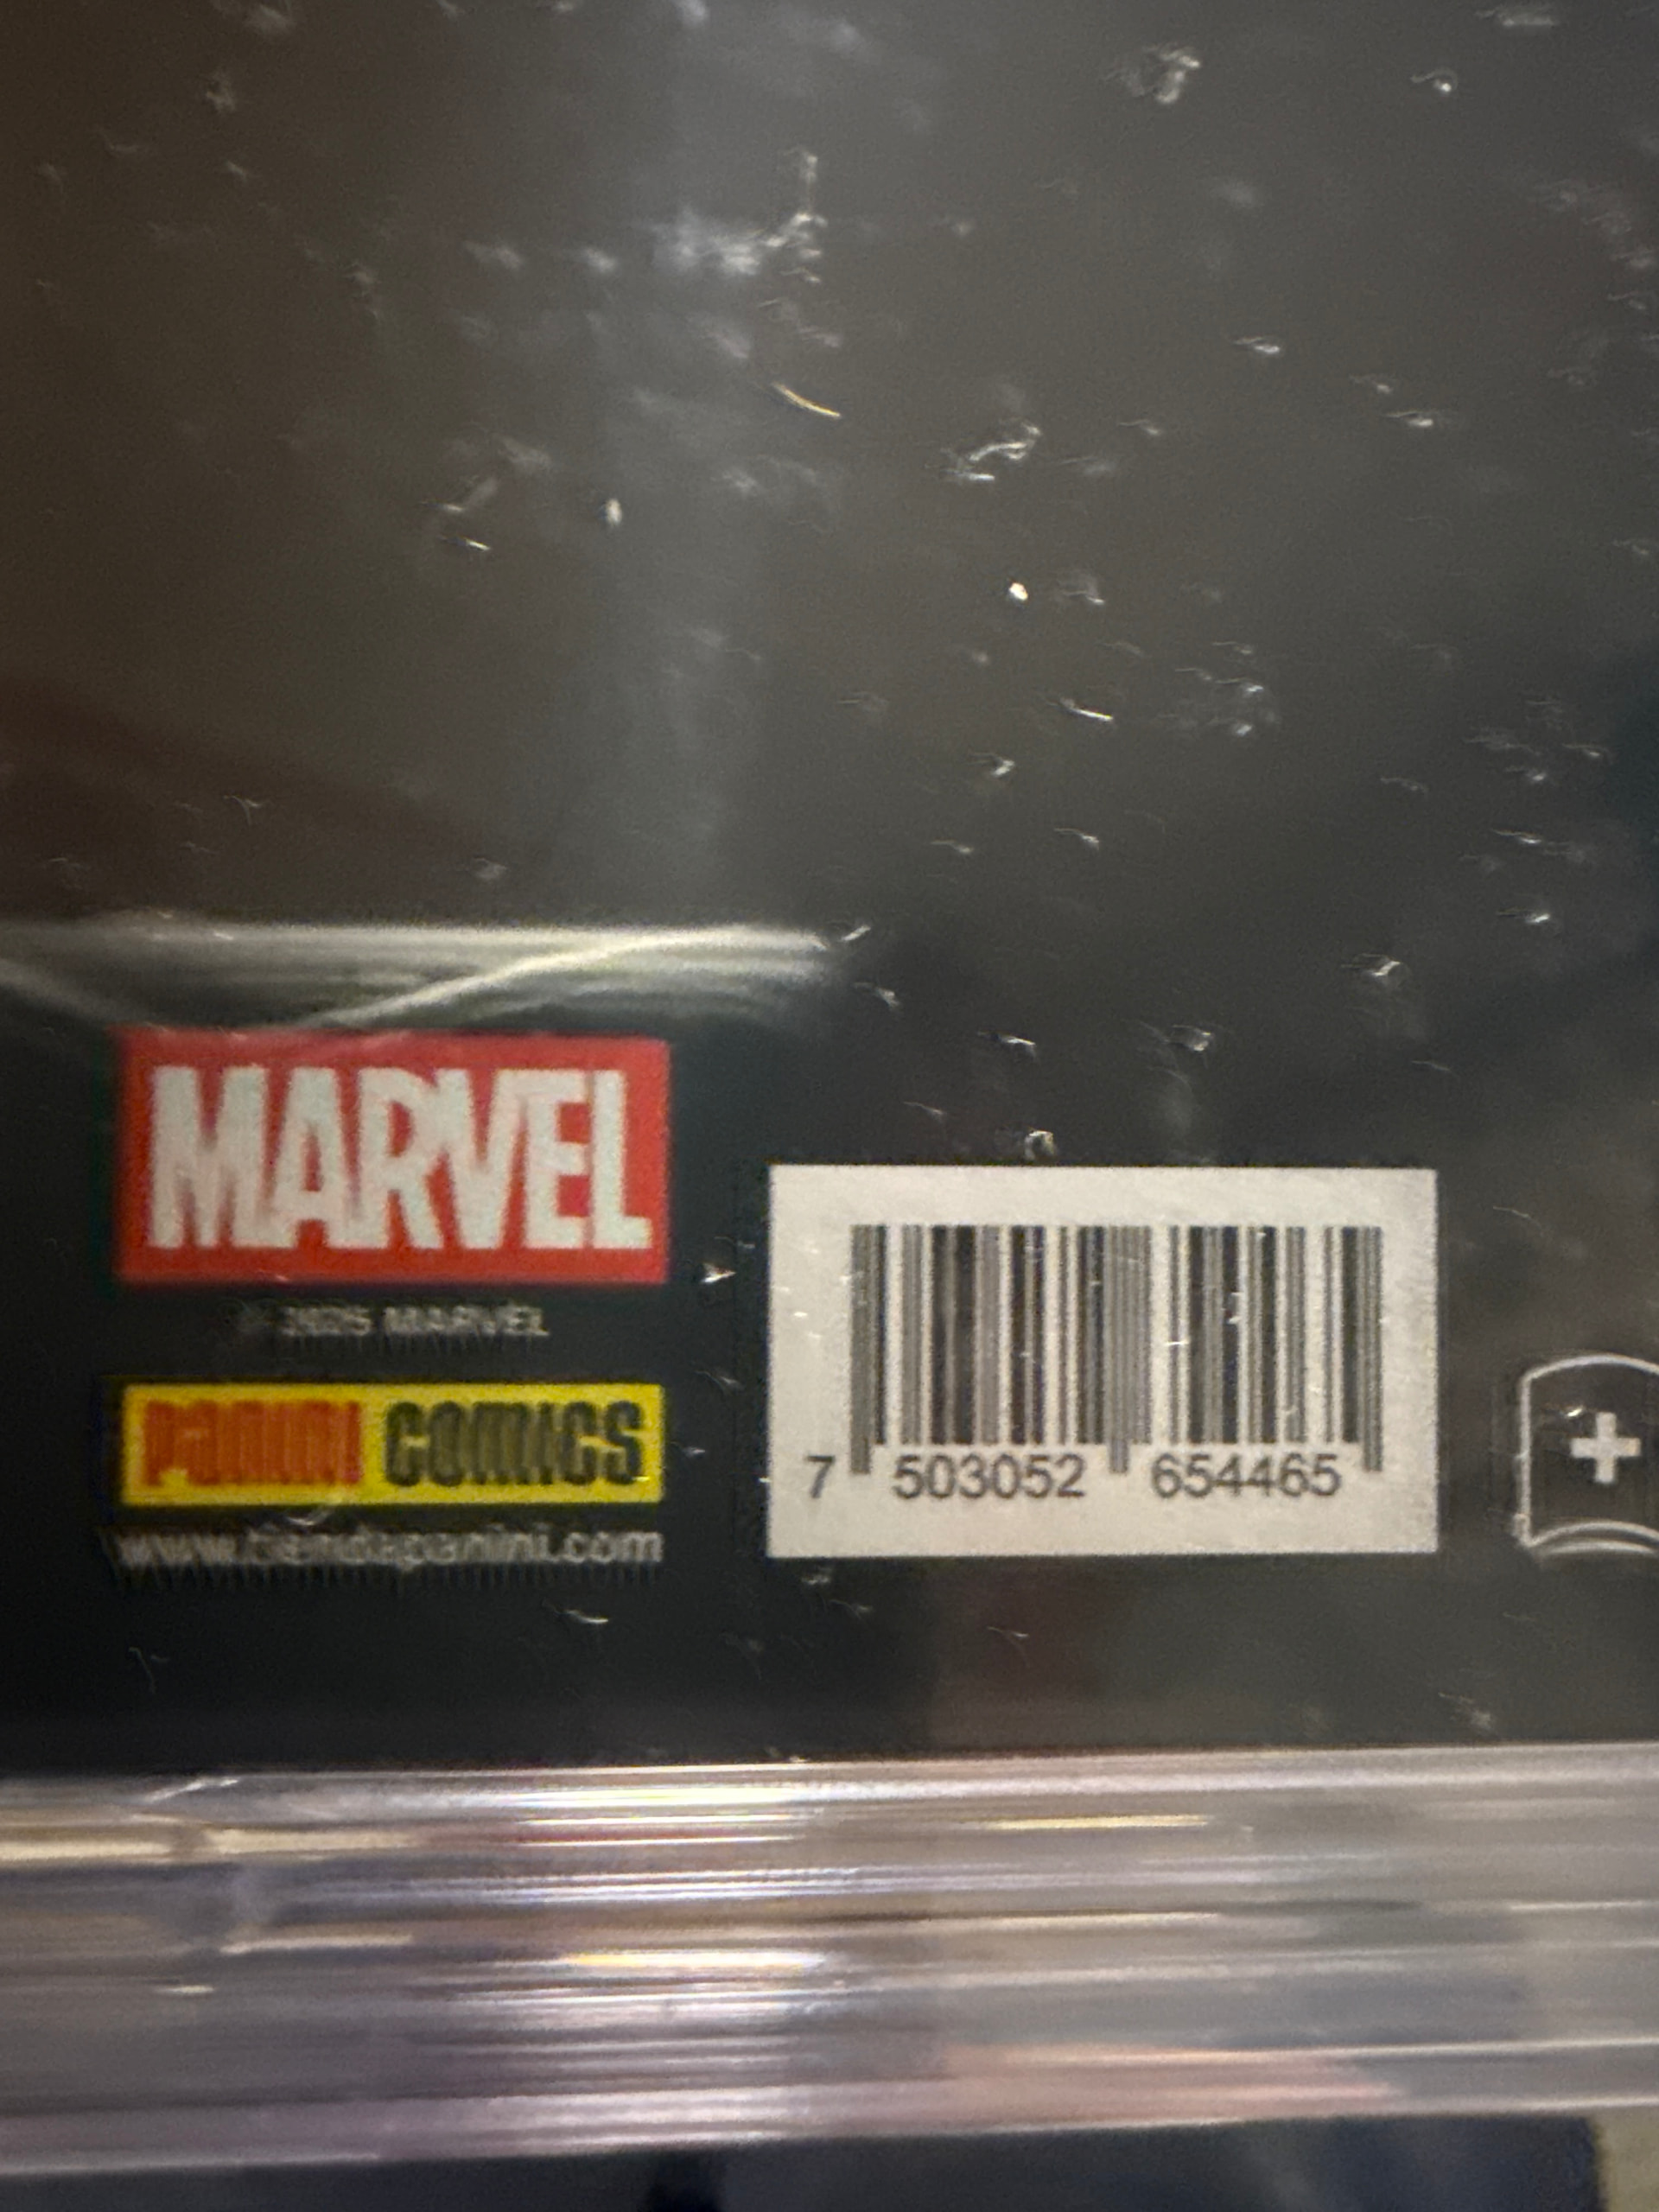 MARVEL
© 2025 MARVEL
PANINI COMICS
www.tiendapanini.com
7 503052 654465
+